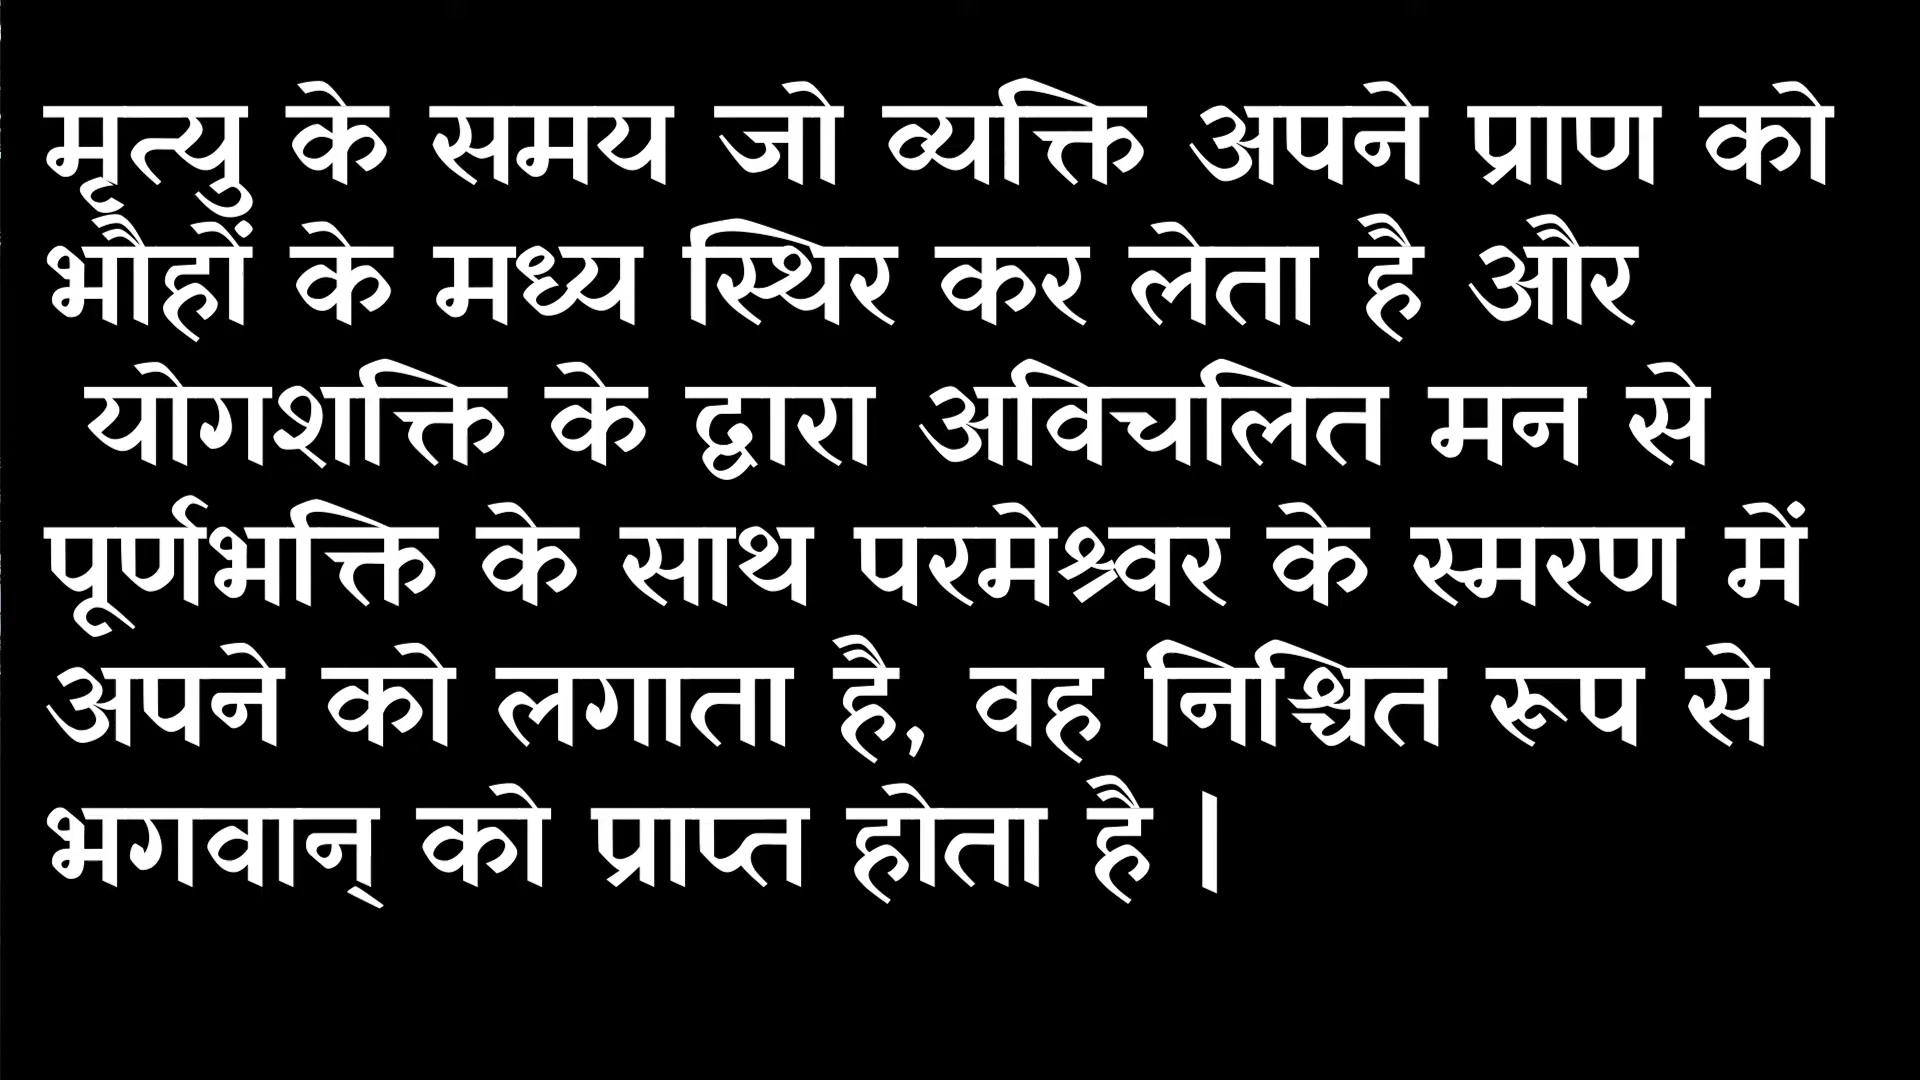 मृत्यु के समय जो व्यक्ति अपने प्राण को
भौहों के मध्य स्थिर कर लेता है और
योगशक्ति के द्वारा अविचलित मन से
पूर्णभक्ति के साथ परमेश्र्वर के स्मरण में
अपने को लगाता है, वह निश्चित रूप से
भगवान् को प्राप्त होता है |